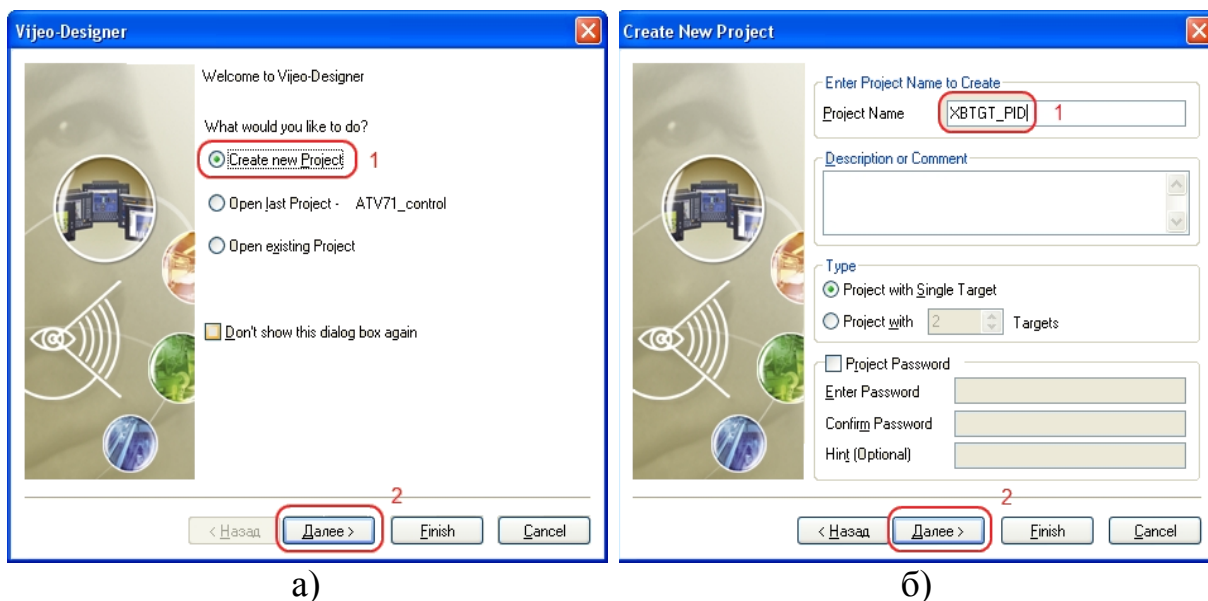 Vijeo-Designer
Welcome to Vijeo-Designer
What would you like to do?
Create new Project 1
Open last Project - ATV71_control
Open existing Project
Don't show this dialog box again
2
< Назад Далее > Finish Cancel
а)
Create New Project
Enter Project Name to Create
Project Name XBTGT_PID 1
Description or Comment
Type
Project with Single Target
Project with 2 Targets
Project Password
Enter Password
Confirm Password
Hint (Optional)
2
< Назад Далее > Finish Cancel
б)